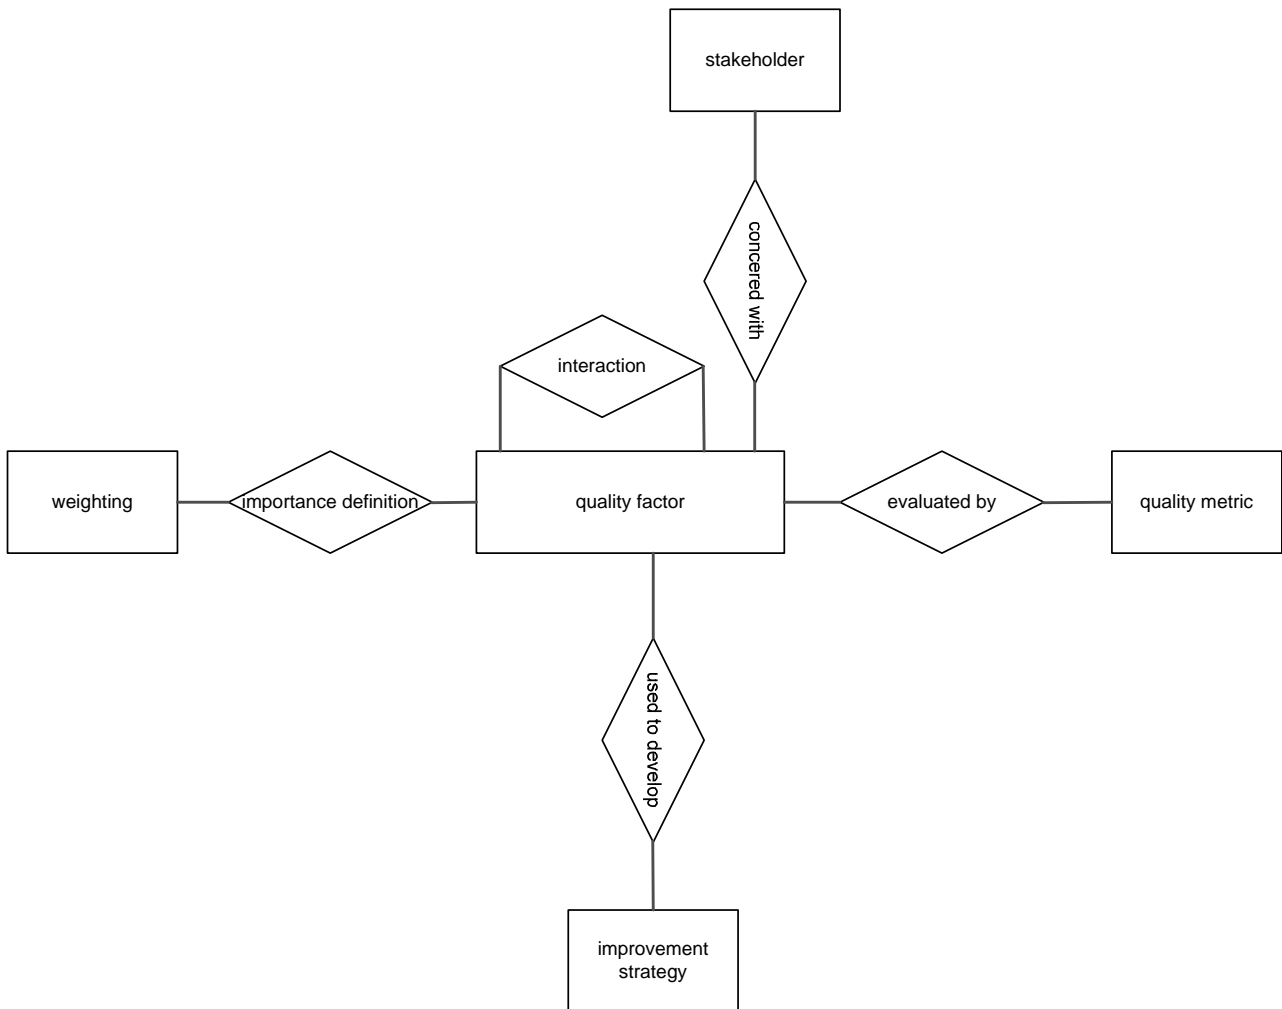 stakeholder
concered with
interaction
weighting
importance definition
quality factor
evaluated by
quality metric
used to develop
improvement
strategy